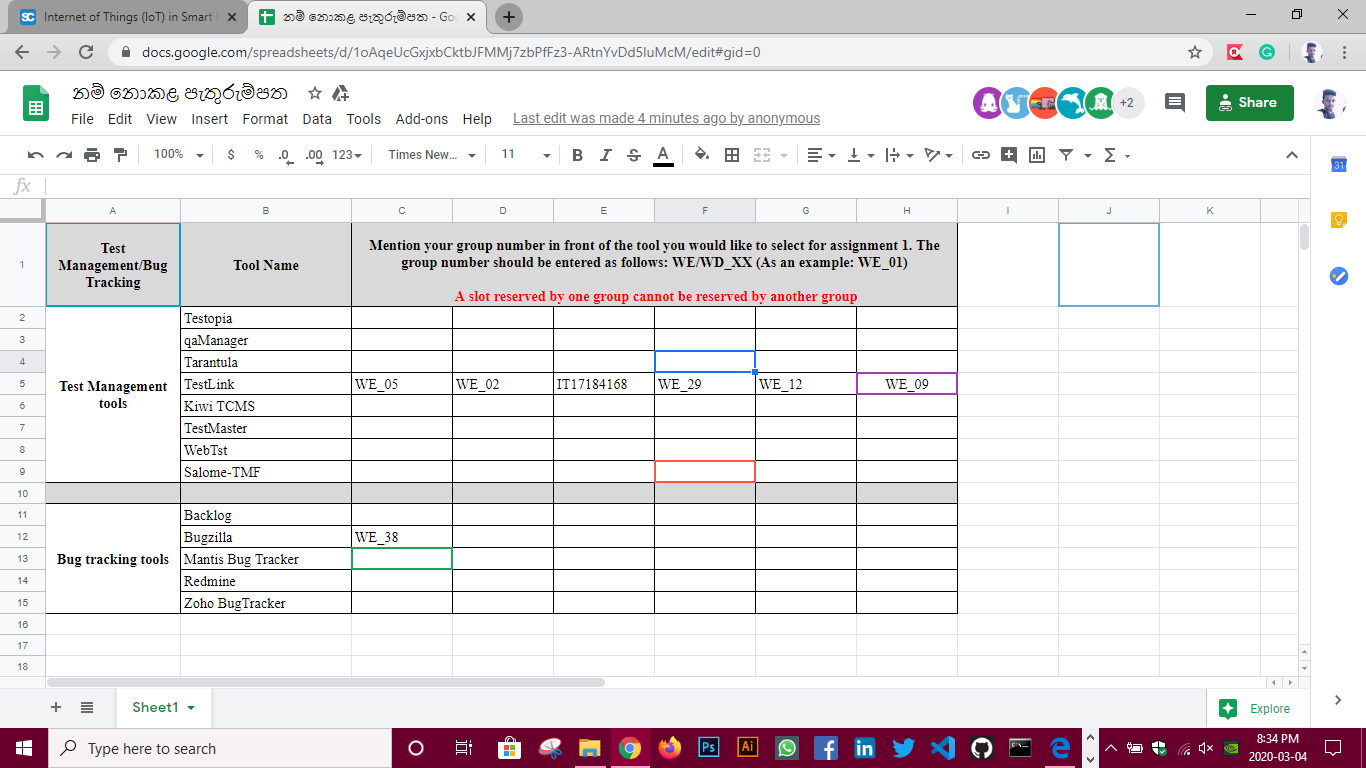 Internet of Things (IoT) in Smart
නම් නොකළ පැතුරුම්පත - Goo
docs.google.com/spreadsheets/d/1oAqeUcGxjxbCktbJFMMj7zbPfFz3-ARtnYvDd5luMcM/edit#gid=0
නම් නොකළ පැතුරුම්පත
File Edit View Insert Format Data Tools Add-ons Help Last edit was made 4 minutes ago by anonymous
+2
Share
100% $ % .0 .00 123 Times New... 11 B I S A
31
fx
A B C D E F G H I J K
1
Test
Management/Bug
Tracking
Tool Name
Mention your group number in front of the tool you would like to select for assignment 1. The
group number should be entered as follows: WE/WD_XX (As an example: WE_01)
A slot reserved by one group cannot be reserved by another group
Test Management
tools
2 Testopia
3 qaManager
4 Tarantula
5 TestLink WE_05 WE_02 IT17184168 WE_29 WE_12 WE_09
6 Kiwi TCMS
7 TestMaster
8 WebTst
9 Salome-TMF
10
Bug tracking tools
11 Backlog
12 Bugzilla WE_38
13 Mantis Bug Tracker
14 Redmine
15 Zoho BugTracker
16
17
18
Sheet1
Explore
Type here to search
Ps
Ai
8:34 PM
2020-03-04